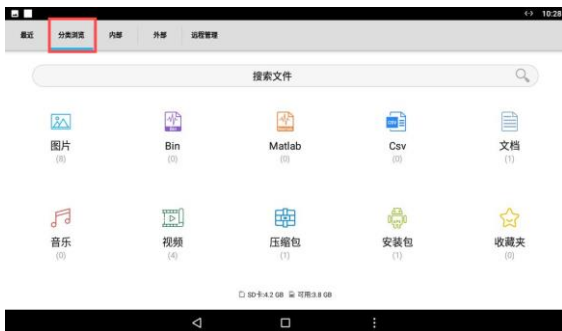 10:28
最近 分类浏览 内部 外部 远程管理
搜索文件
图片 Bin Matlab Csv 文档
(8) (0) (0) (0) (1)
音乐 视频 压缩包 安装包 收藏夹
(0) (4) (1) (1) (0)
SD卡:4.2 GB 可用:3.8 GB